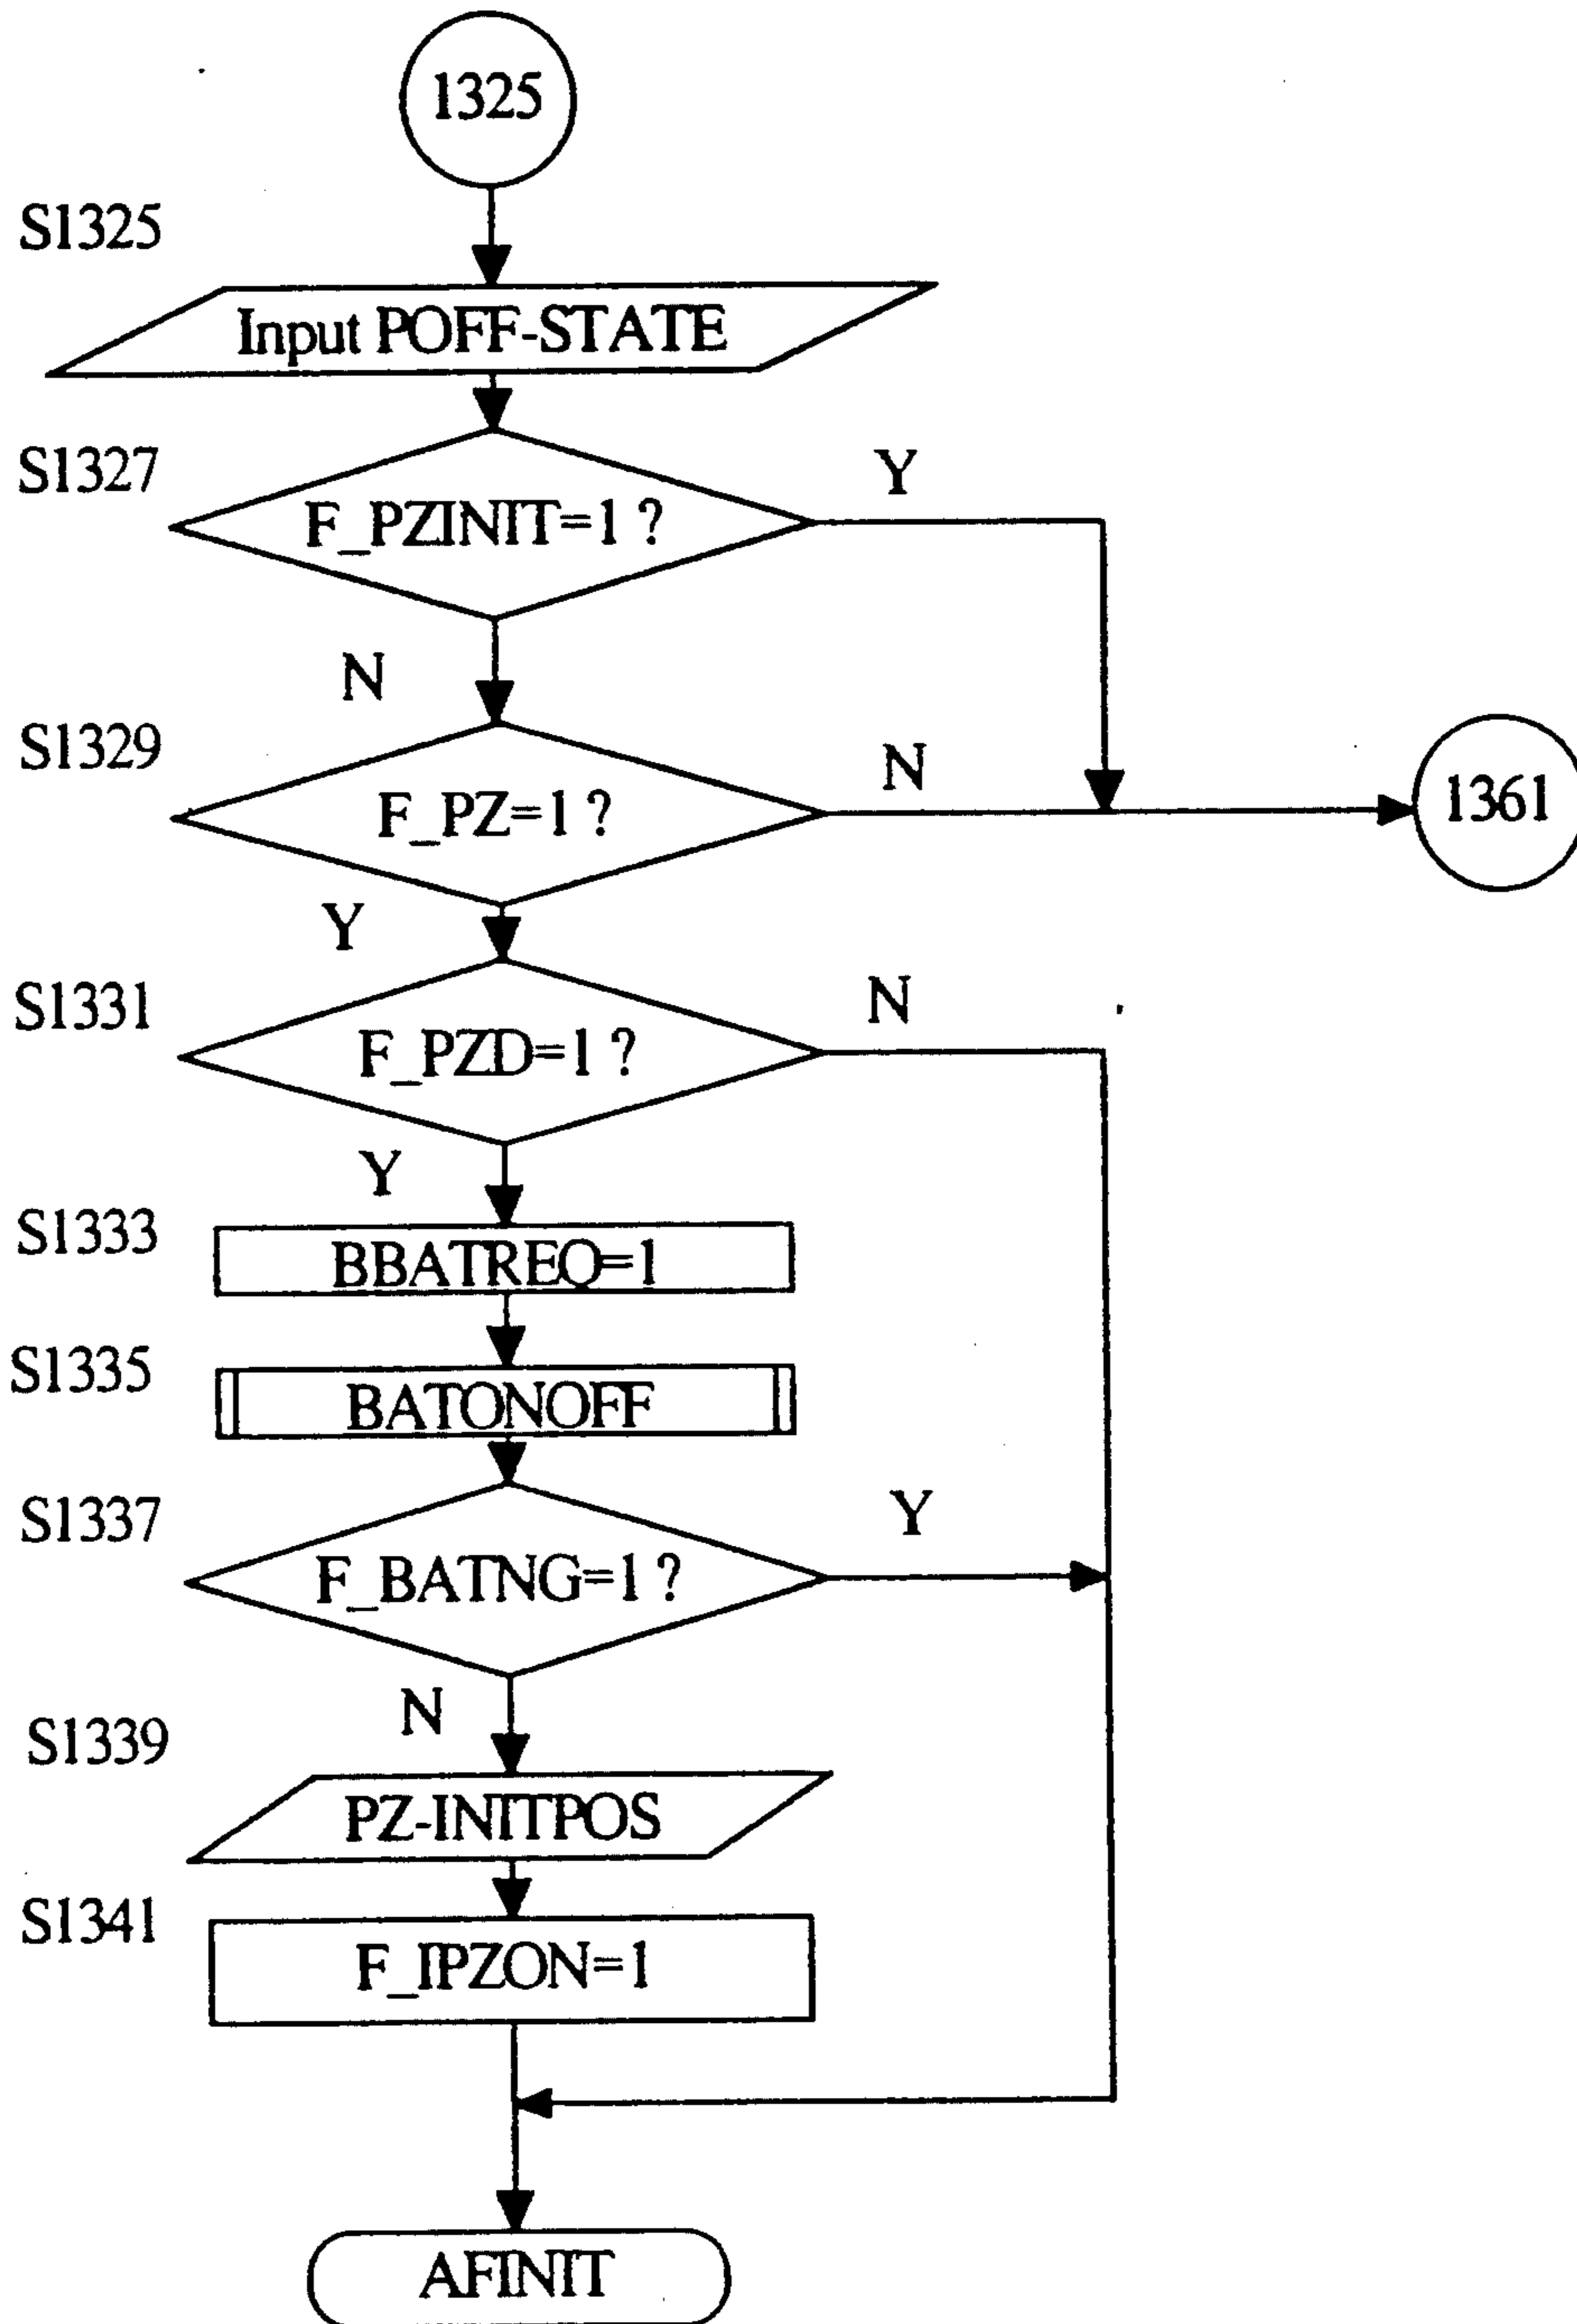 1325
S1325
Input POFF-STATE
S1327
F_PZINIT=1 ?
Y
N
S1329
F_PZ=1 ?
N
1361
Y
S1331
F_PZD=1 ?
N
Y
S1333
BBATREQ=1
S1335
BATONOFF
S1337
F_BATNG=1 ?
Y
N
S1339
PZ-INITPOS
S1341
F_IPZON=1
AFINIT